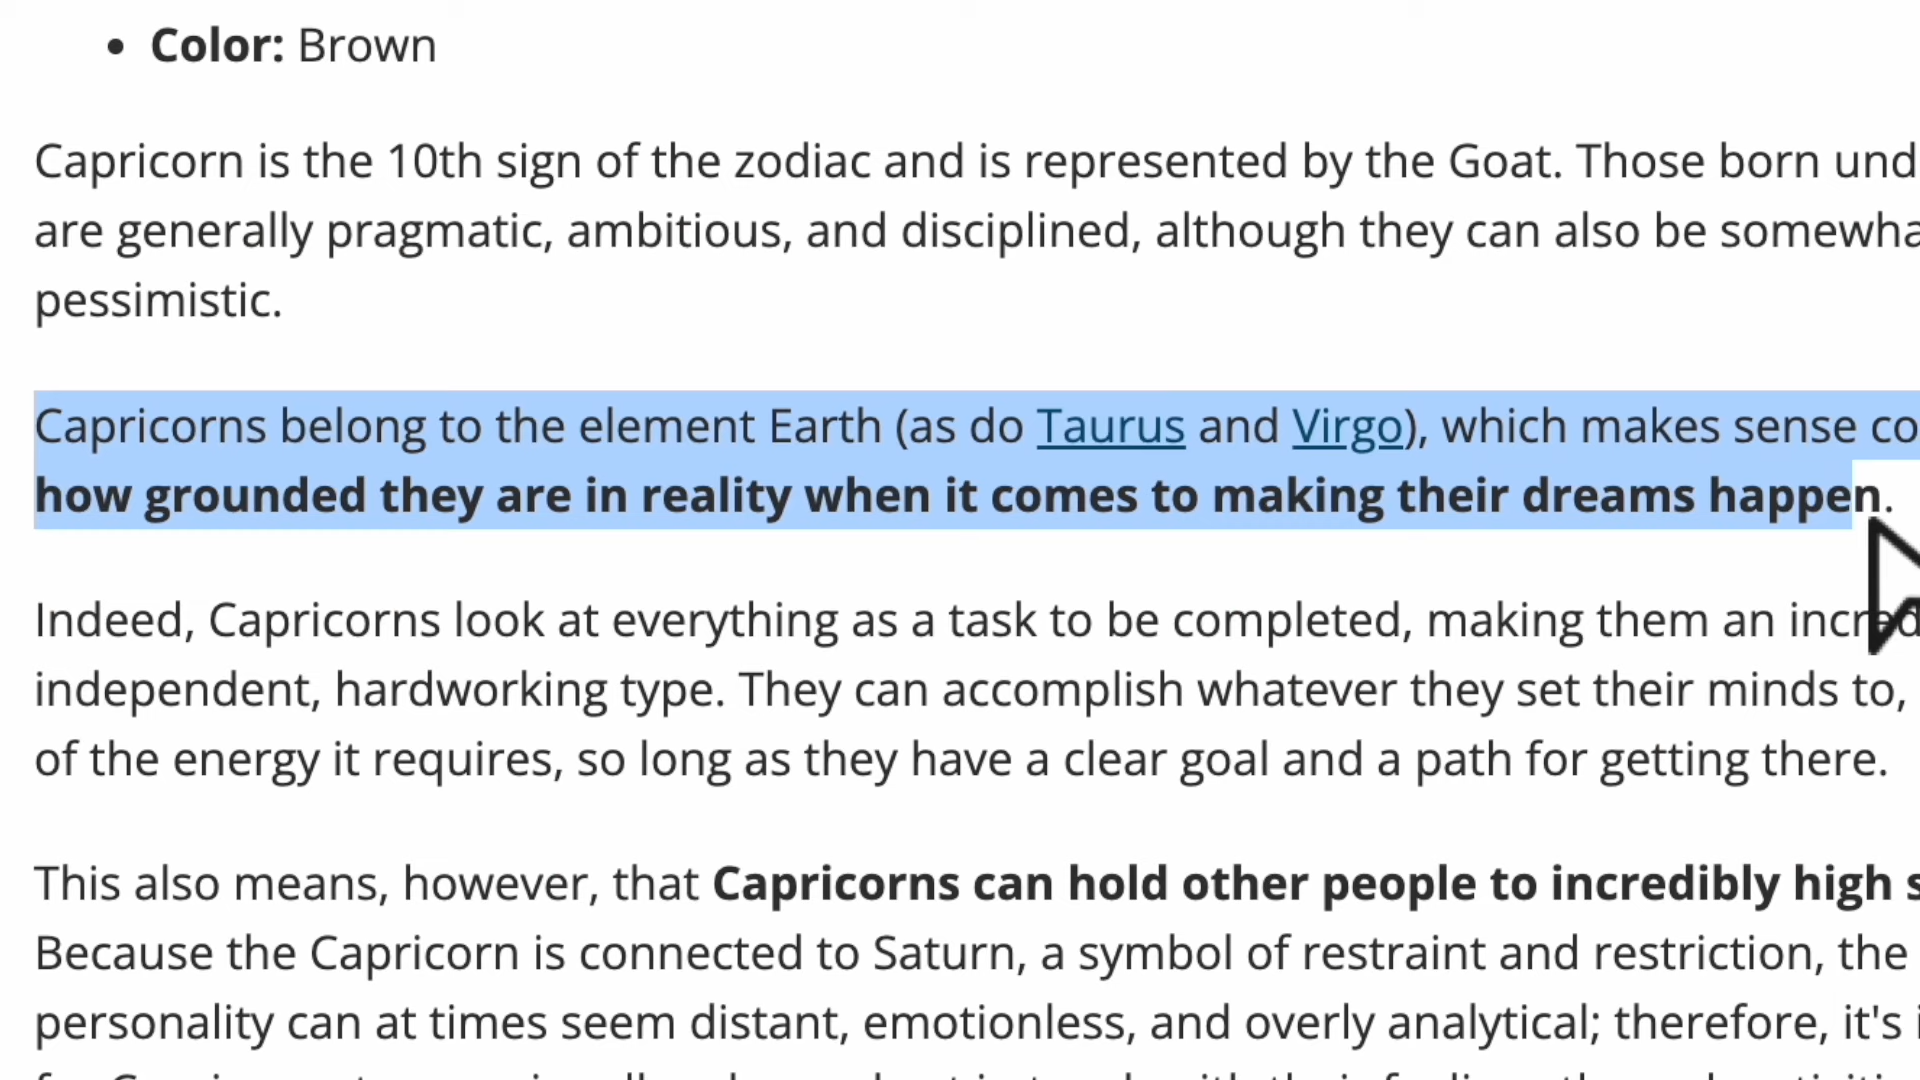 • Color: Brown
Capricorn is the 10th sign of the zodiac and is represented by the Goat. Those born
are generally pragmatic, ambitious, and disciplined, although they can also be
pessimistic.
Capricorns belong to the element Earth (as do Taurus and Virgo), which makes sense
how grounded they are in reality when it comes to making their dreams happen.
Indeed, Capricorns look at everything as a task to be completed, making them an
independent, hardworking type. They can accomplish whatever they set their minds to,
of the energy it requires, so long as they have a clear goal and a path for getting there.
This also means, however, that Capricorns can hold other people to incredibly high
Because the Capricorn is connected to Saturn, a symbol of restraint and restriction, the
personality can at times seem distant, emotionless, and overly analytical; therefore, it's